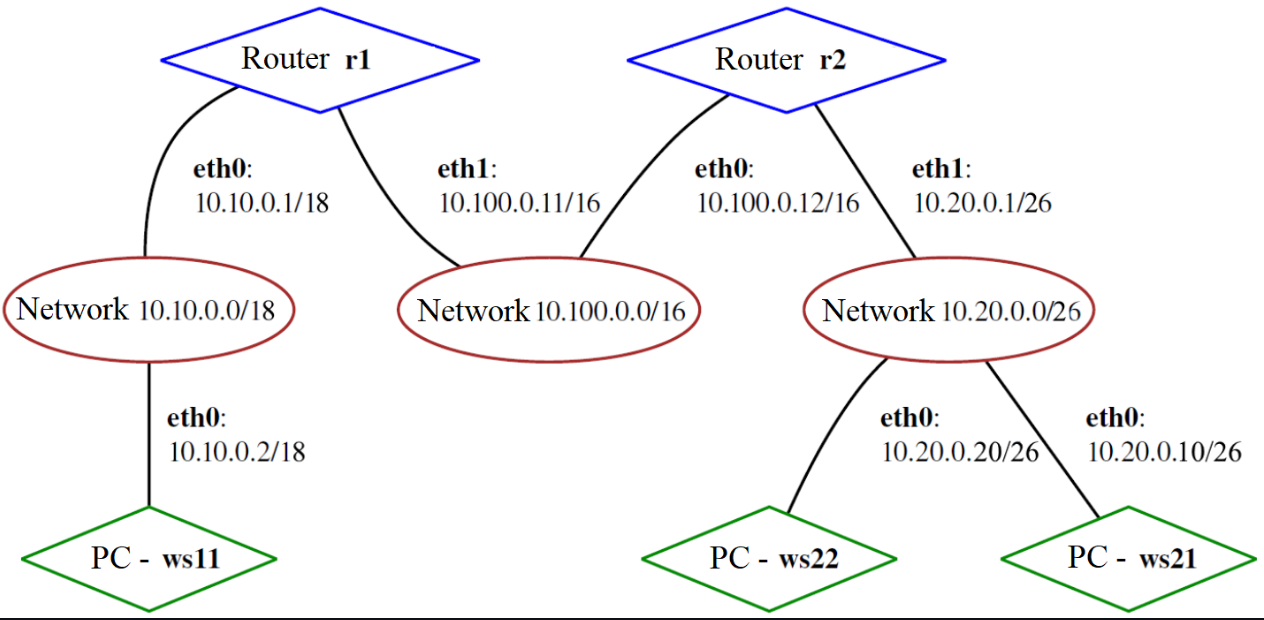 Router r1
Router r2
eth0:
10.10.0.1/18
eth1:
10.100.0.11/16
eth0:
10.100.0.12/16
eth1:
10.20.0.1/26
Network 10.10.0.0/18
Network 10.100.0.0/16
Network 10.20.0.0/26
eth0:
10.10.0.2/18
eth0:
10.20.0.20/26
eth0:
10.20.0.10/26
PC - ws11
PC - ws22
PC - ws21